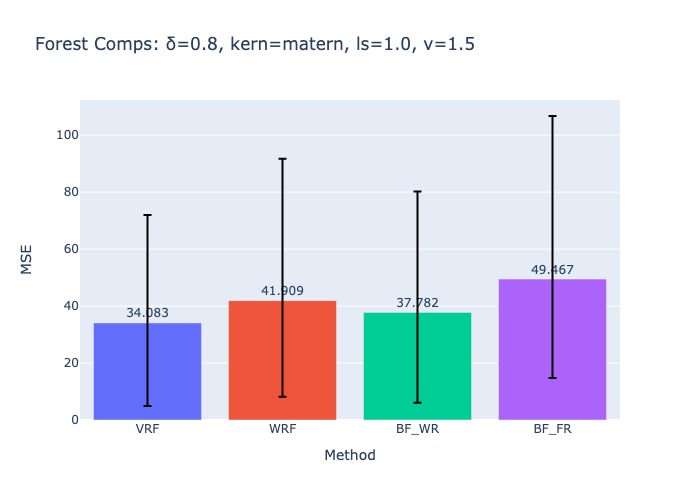 Forest Comps: δ=0.8, kern=matern, ls=1.0, v=1.5
MSE
100
80
60
40
20
0
34.083
41.909
37.782
49.467
VRF
WRF
BF_WR
BF_FR
Method